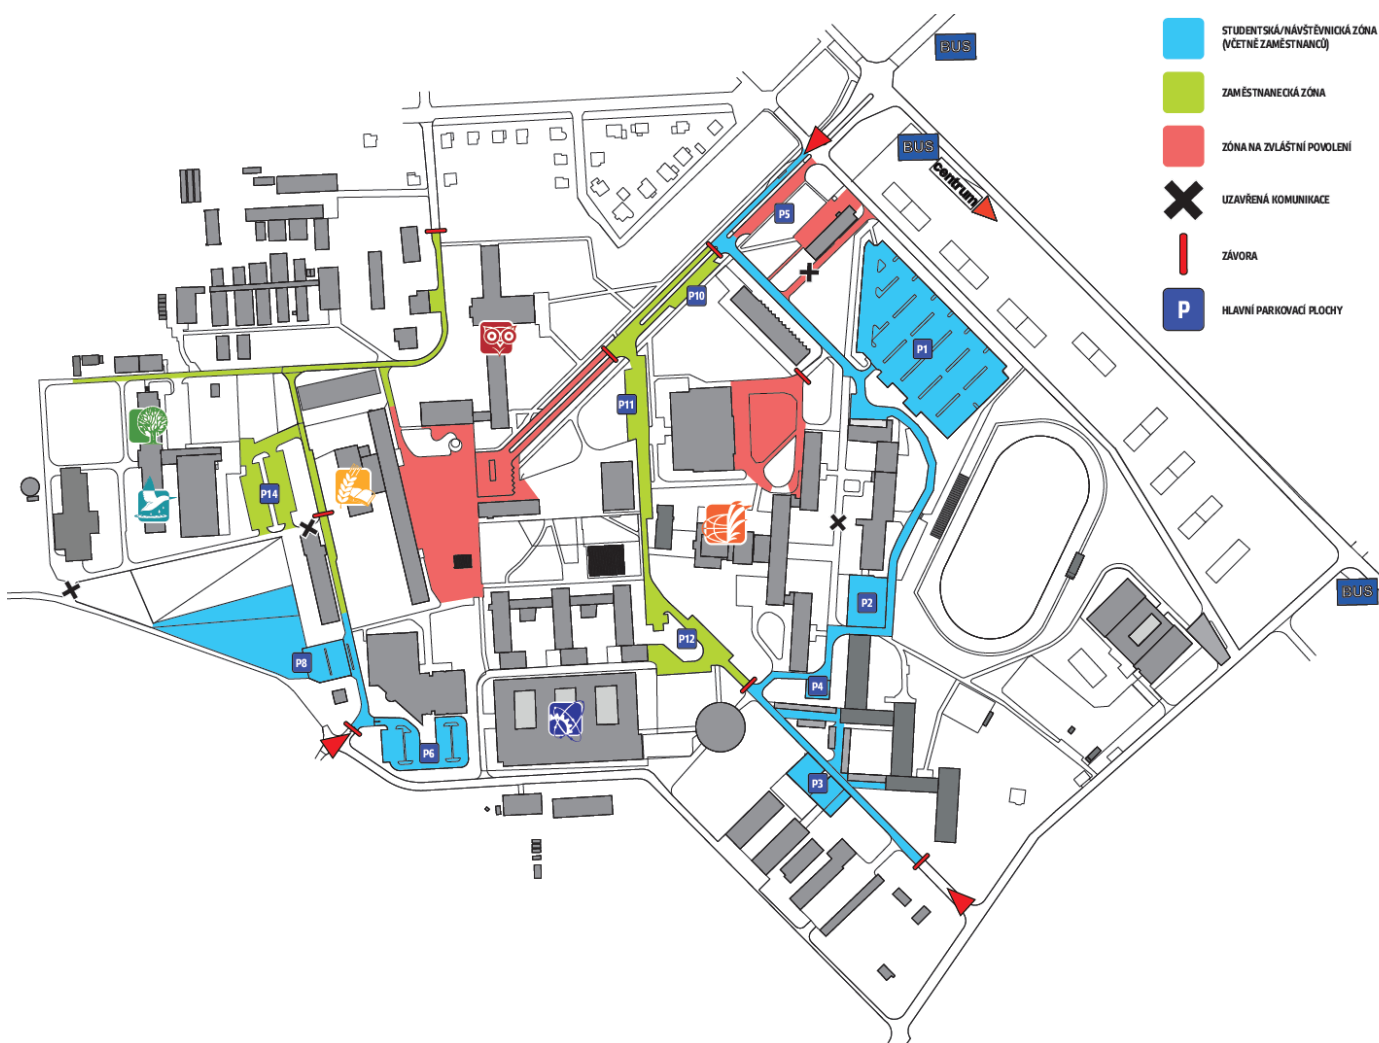 BUS
STUDENTSKÁ/NÁVŠTĚVNICKÁ ZÓNA
(VČETNĚ ZAMĚSTNANCŮ)
ZAMĚSTNANECKÁ ZÓNA
BUS
ZÓNA NA ZVLÁŠTNÍ POVOLENÍ
centrum
UZAVŘENÁ KOMUNIKACE
P5
ZÁVORA
P10
P
HLAVNÍ PARKOVACÍ PLOCHY
P1
P11
P14
BUS
P2
P12
P8
P4
P6
P3